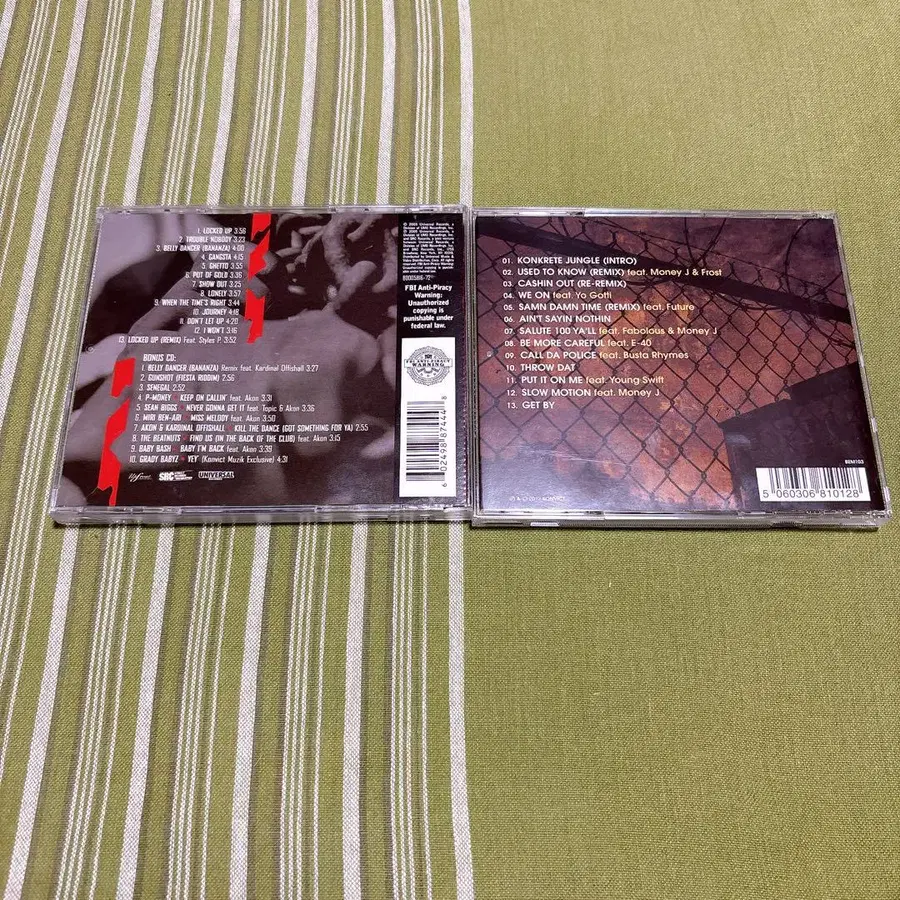 1. LOCKED UP 3:56
2. TROUBLE NOBODY 3:23
3. BELLY DANCER (BANANZA) 4:00
4. GANGSTA 4:15
5. GHETTO 3:55
6. POT OF GOLD 3:36
7. SHOW OUT 3:25
8. LONELY 3:57
9. WHEN THE TIME'S RIGHT 3:44
10. JOURNEY 4:18
11. DON'T LET UP 4:20
12. I WON'T 3:16
13. LOCKED UP (REMIX) Feat. Styles P. 3:52
BONUS CD:
1. BELLY DANCER (BANANZA) Remix feat. Kardinal Offishall 3:27
2. GUNSHOT (FIESTA RIDDIM) 2:56
3. SENEGAL 2:52
4. P-MONEY KEEP ON CALLIN' feat. Akon 3:51
5. SEAN BIGGS NEVER GONNA GET IT feat. Topic & Akon 3:36
6. MIRI BEN-ARI MISS MELODY feat. Akon 3:50
7. AKON & KARDINAL OFFISHALL KILL THE DANCE (GOT SOMETHING FOR YA) 2:55
8. THE BEATNUTS FIND US (IN THE BACK OF THE CLUB) feat. Akon 3:15
9. BABY BASH BABY I'M BACK feat. Akon 3:39
10. GRADY BABYZ YEY (Konvict Muzik Exclusive) 4:31
SRC
UNIVERSAL
FBI Anti-Piracy
Warning:
Unauthorized
copying is
punishable under
federal law.
FBI ANTI-PIRACY
WARNING
6 02498 87444 8
01. KONKRETE JUNGLE (INTRO)
02. USED TO KNOW (REMIX) feat. Money J & Frost
03. CASHIN OUT (RE-REMIX)
04. WE ON feat. Yo Gotti
05. SAMN DAMN TIME (REMIX) feat. Future
06. AIN'T SAYIN NOTHIN
07. SALUTE 100 YA'LL feat. Fabolous & Money J
08. BE MORE CAREFUL feat. E-40
09. CALL DA POLICE feat. Busta Rhymes
10. THROW DAT
11. PUT IT ON ME feat. Young Swift
12. SLOW MOTION feat. Money J
13. GET BY
BEM103
5 060306 810128